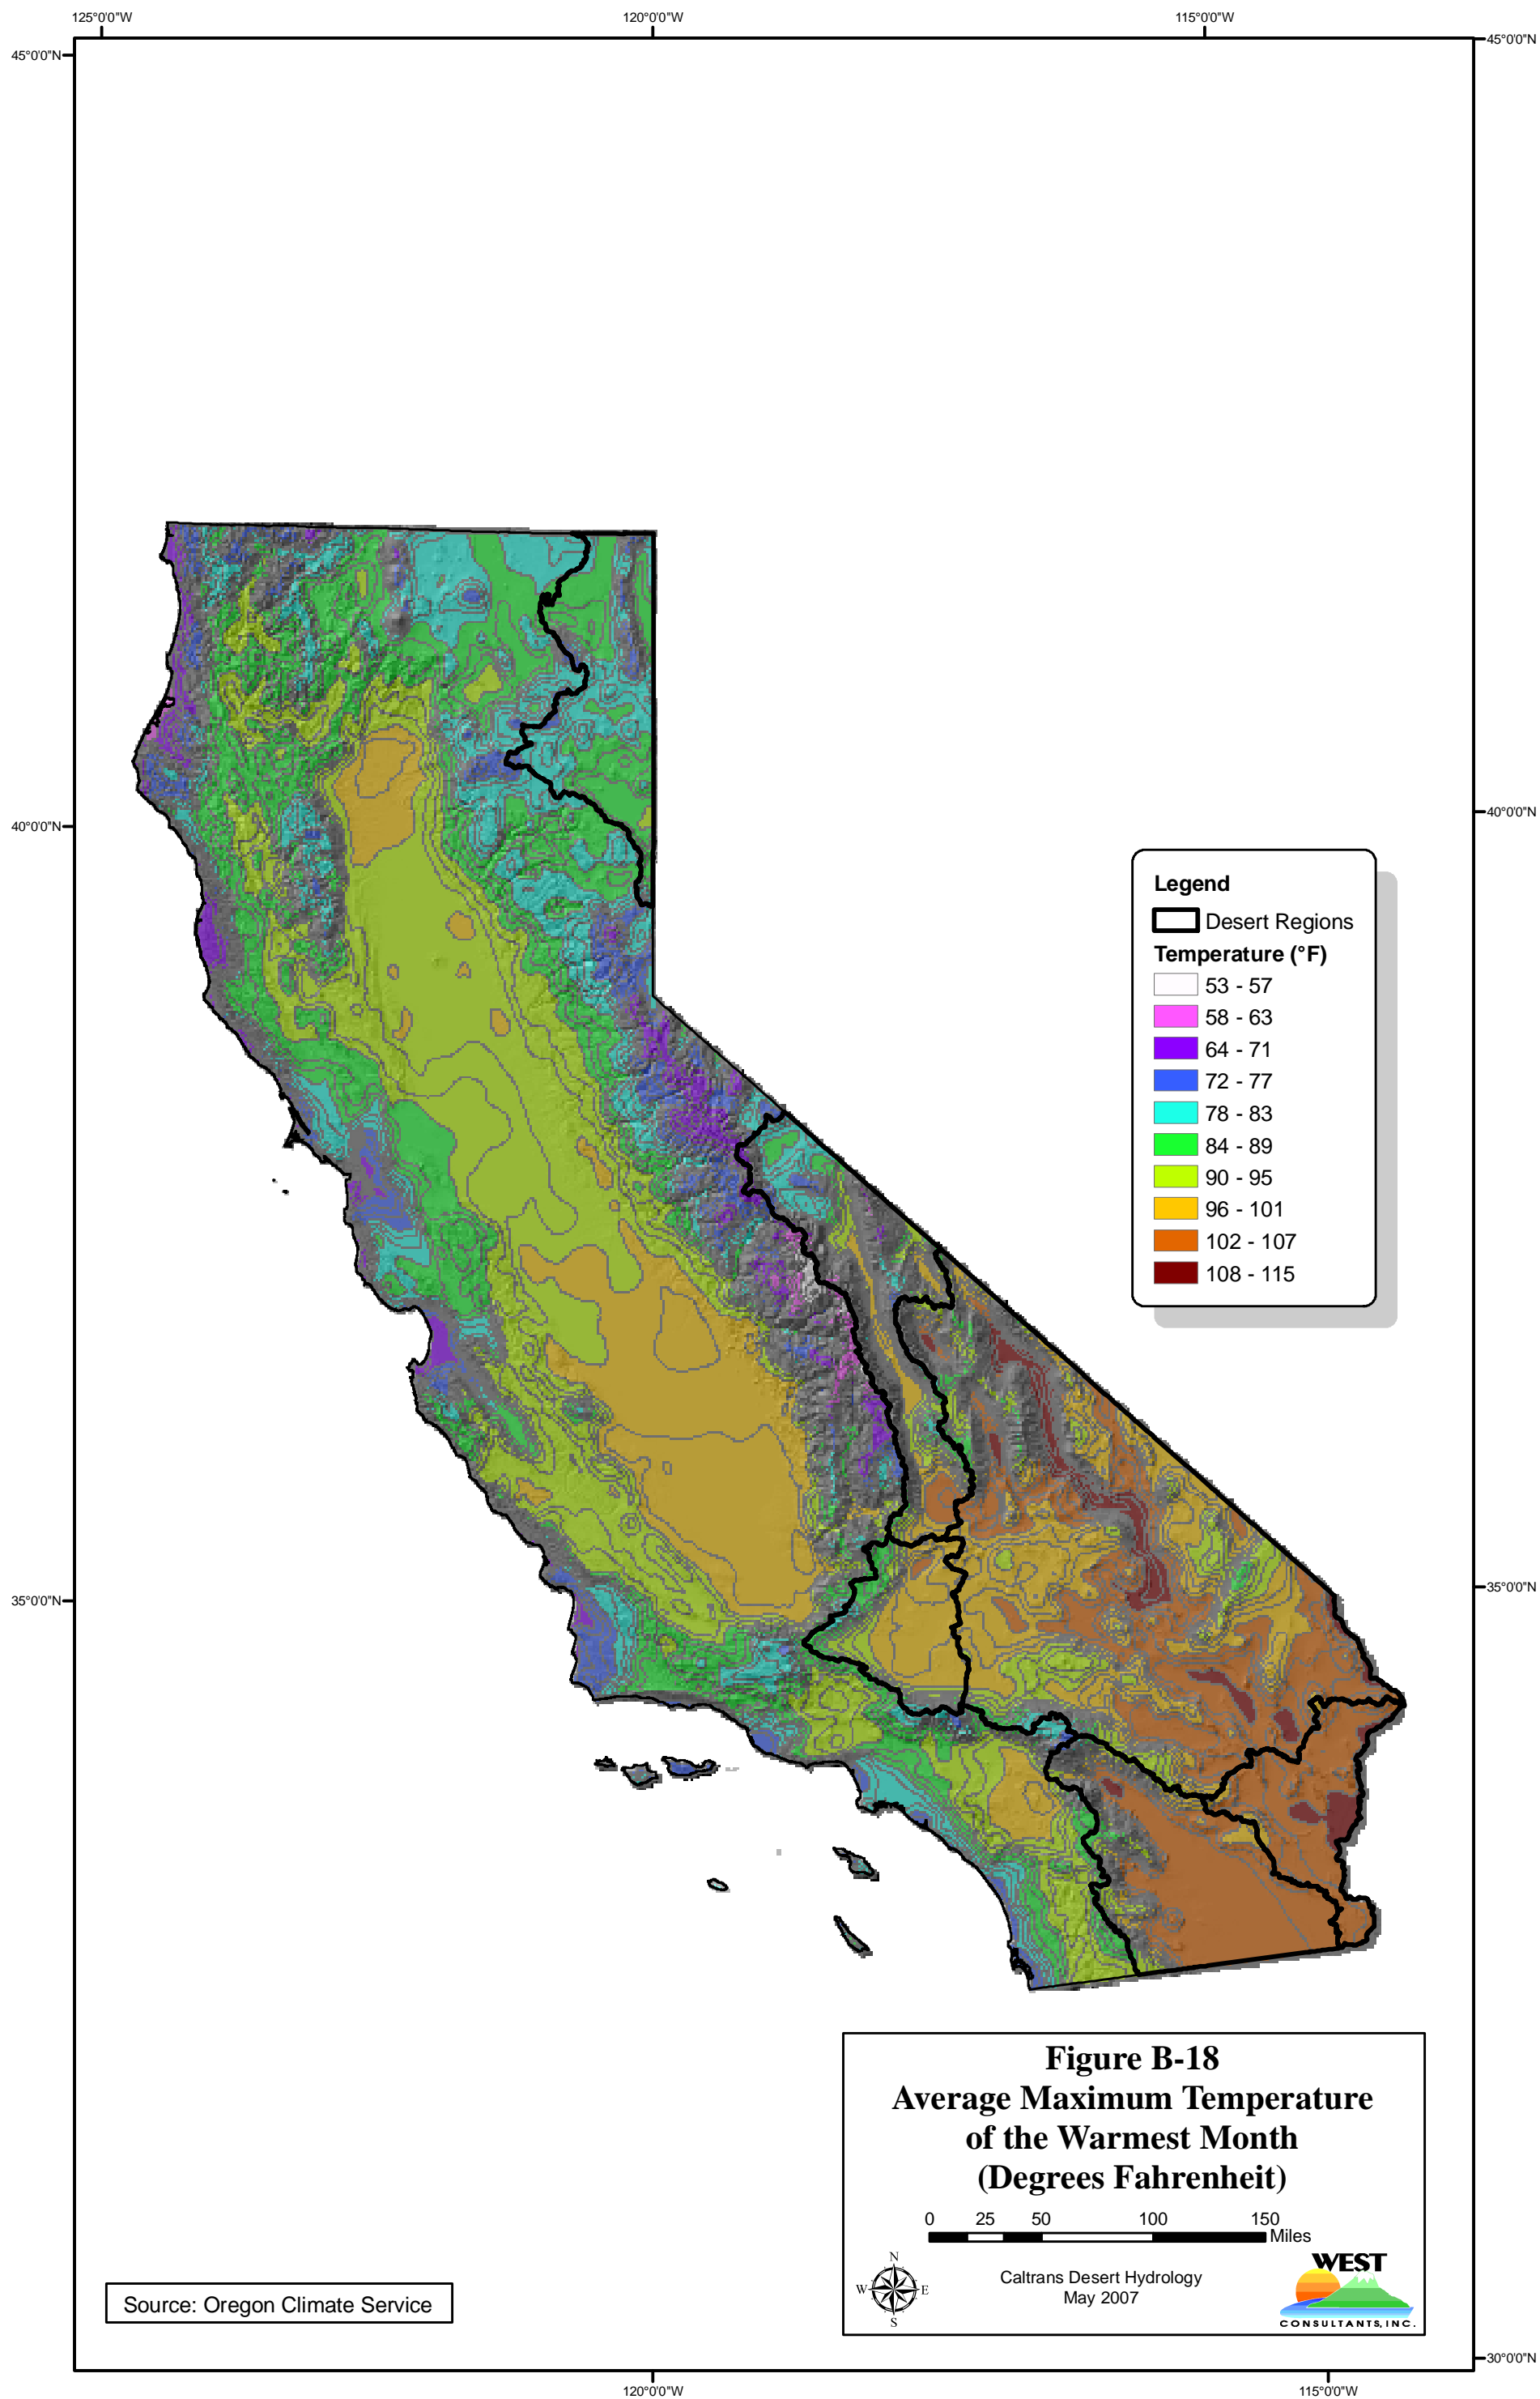 125°0'0"W
120°0'0"W
115°0'0"W
45°0'0"N
45°0'0"N
40°0'0"N
40°0'0"N
Legend
Desert Regions
Temperature (°F)
53 - 57
58 - 63
64 - 71
72 - 77
78 - 83
84 - 89
90 - 95
96 - 101
102 - 107
108 - 115
35°0'0"N
35°0'0"N
Figure B-18
Average Maximum Temperature
of the Warmest Month
(Degrees Fahrenheit)
0 25 50 100 150
Miles
N
W E
S
Caltrans Desert Hydrology
May 2007
WEST
CONSULTANTS, INC.
Source: Oregon Climate Service
30°0'0"N
120°0'0"W
115°0'0"W